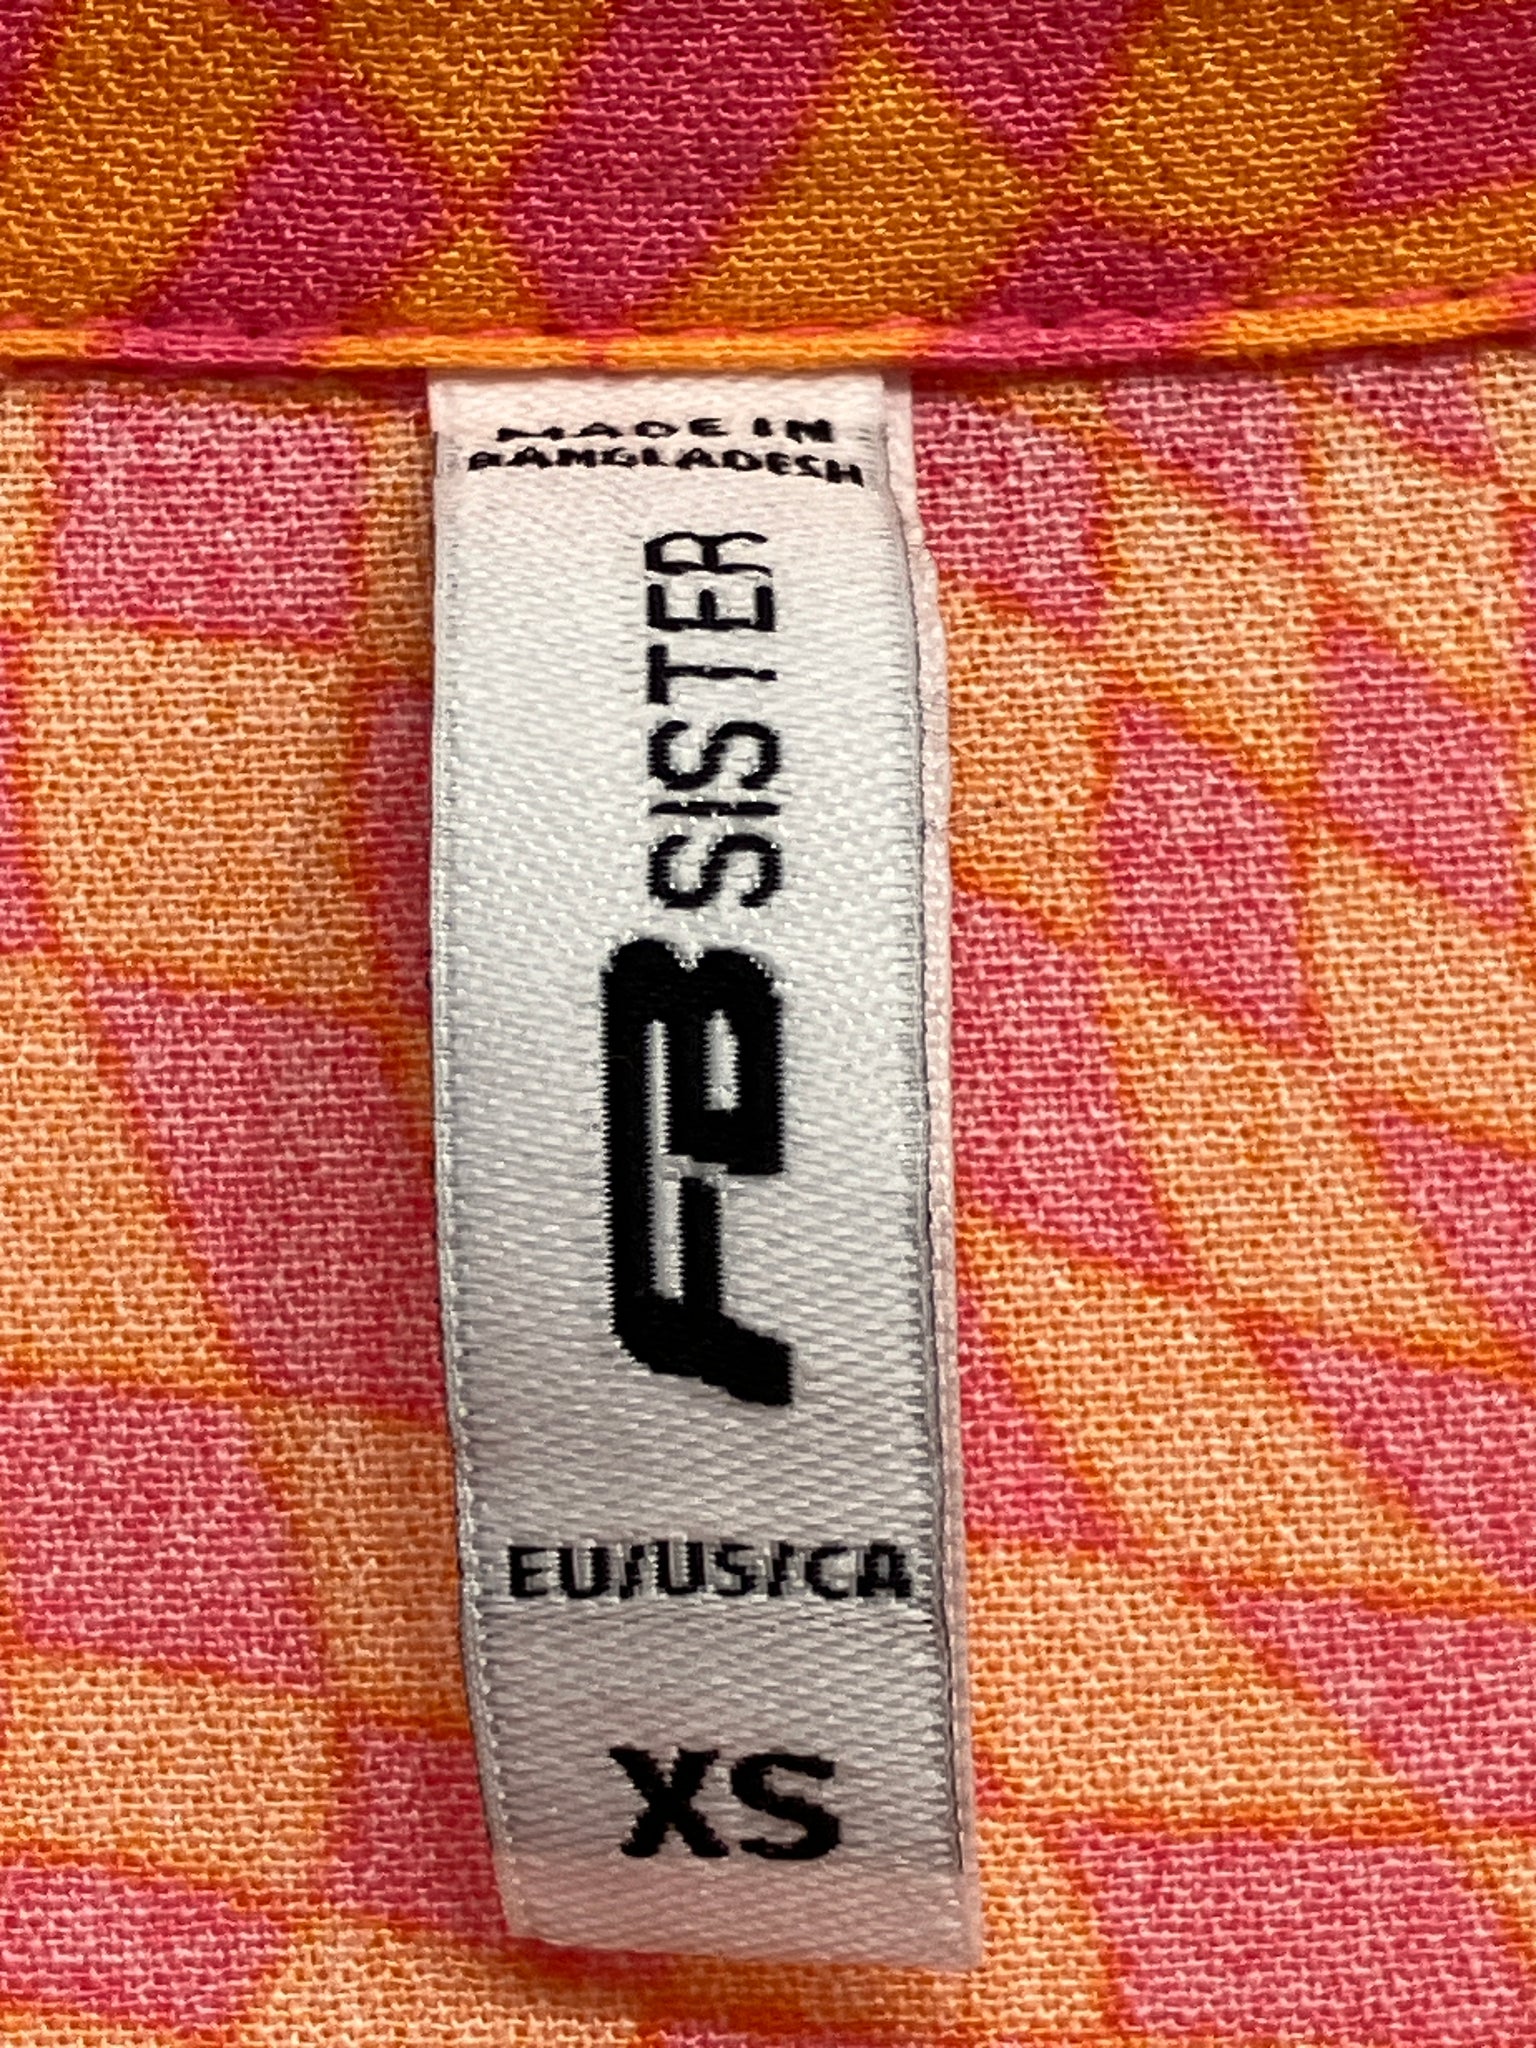 MADE IN
BANGLADESH
FB SISTER
EU/US/CA
XS